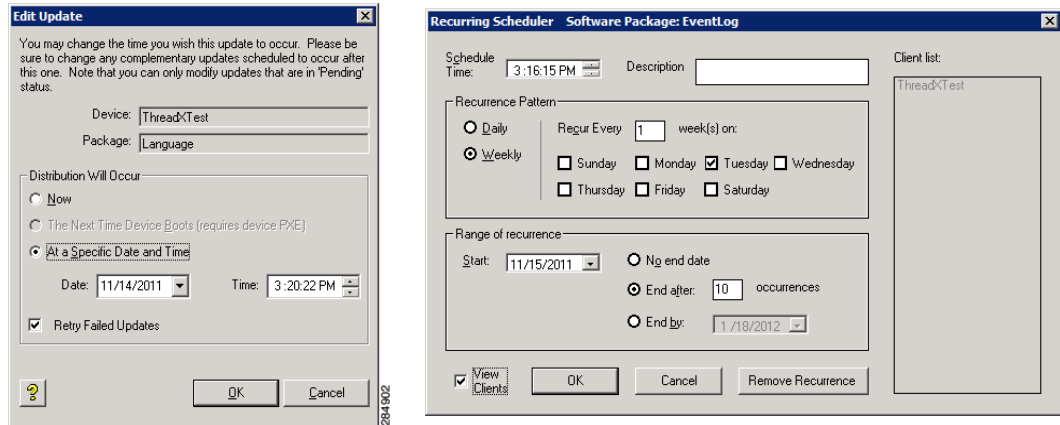 Edit Update
You may change the time you wish this update to occur. Please be
sure to change any complementary updates scheduled to occur after
this one. Note that you can only modify updates that are in 'Pending'
status.
Device: ThreadXTest
Package: Language
Distribution Will Occur
Now
The Next Time Device Boots (requires device PXE)
At a Specific Date and Time
Date: 11/14/2011 Time: 3:20:22 PM
Retry Failed Updates
? OK Cancel
284902
Recurring Scheduler Software Package: EventLog
Schedule
Time: 3:16:15 PM Description
Client list:
ThreadXTest
Recurrence Pattern
Daily Recur Every 1 week(s) on:
Weekly
Sunday Monday Tuesday Wednesday
Thursday Friday Saturday
Range of recurrence
Start: 11/15/2011 No end date
End after: 10 occurrences
End by: 1/18/2012
View
Clients OK Cancel Remove Recurrence